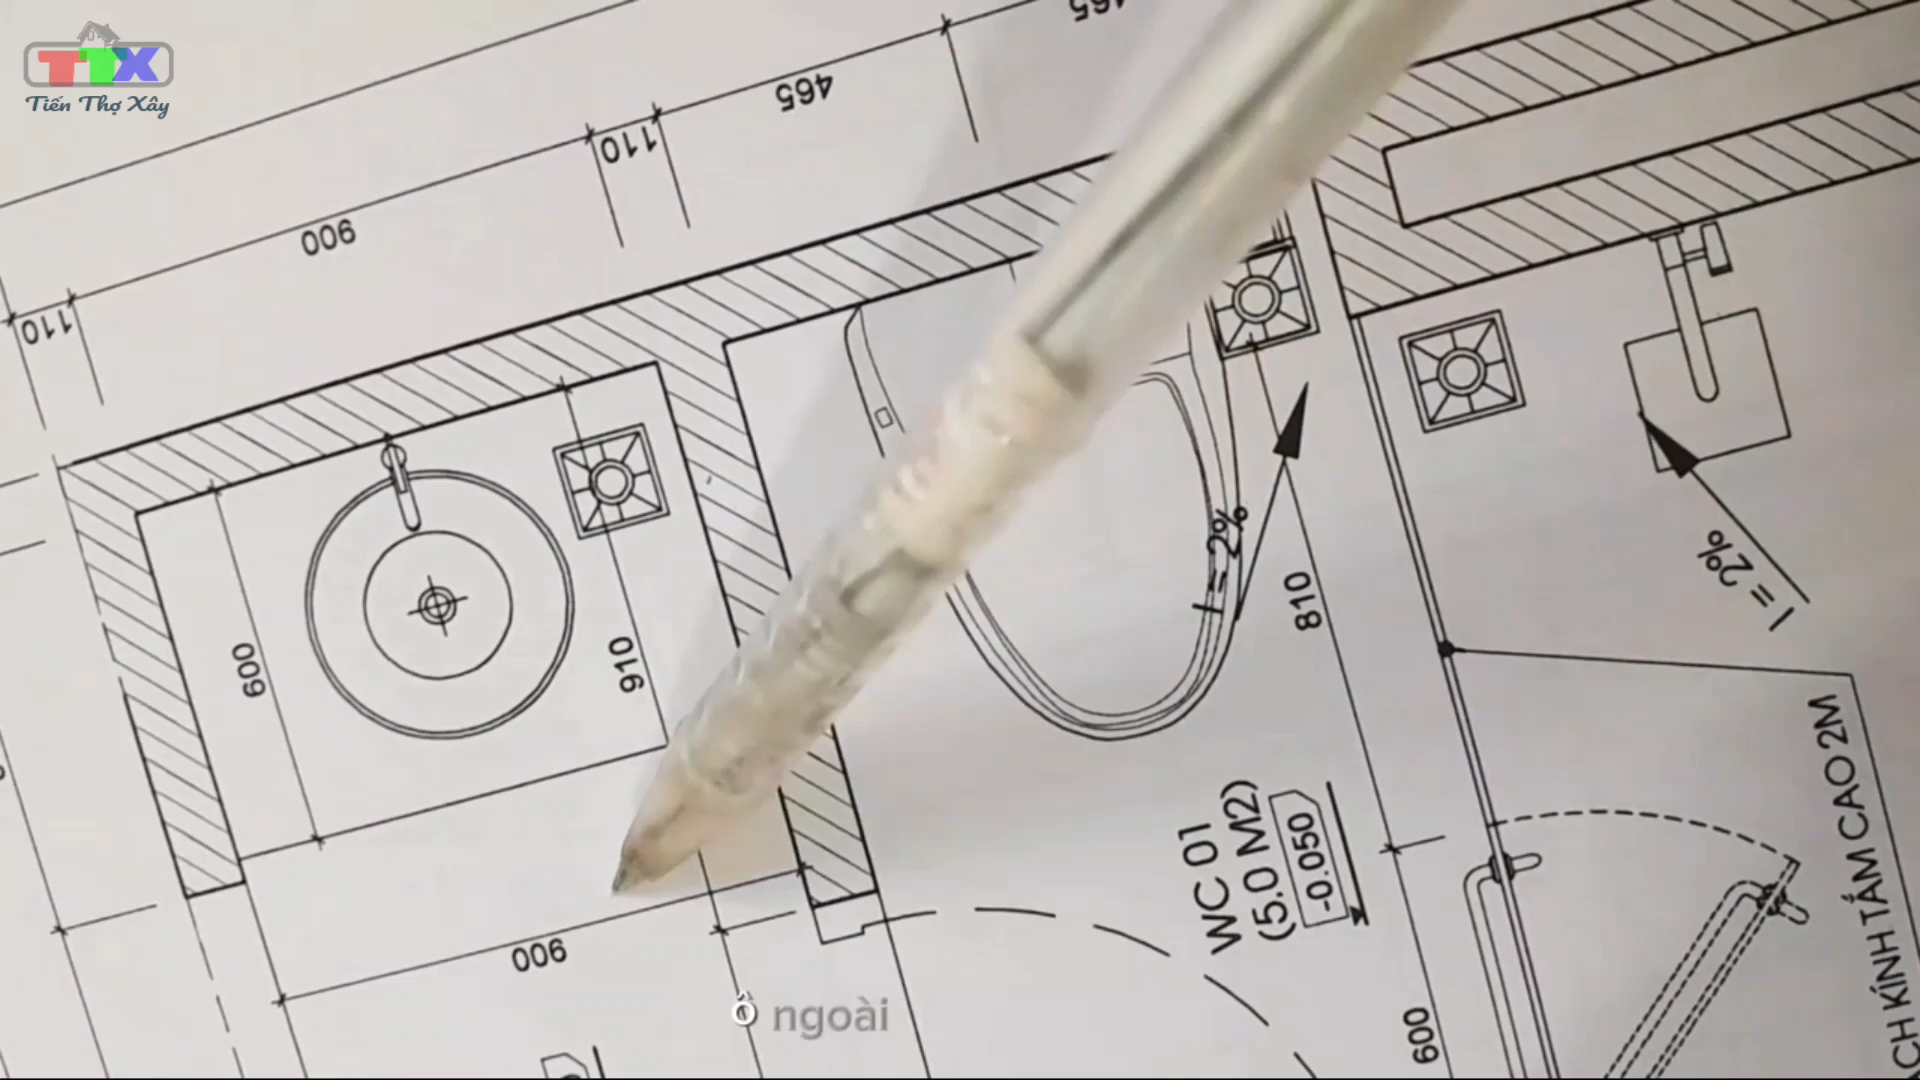 TTX
Tiến Thợ Xây
465
465
110
900
110
600
910
810
I = 2%
I = 2%
WC 01
(5.0 M2)
-0.050
ÁCH KÍNH TẮM CAO 2M
900
600
ô ngoài